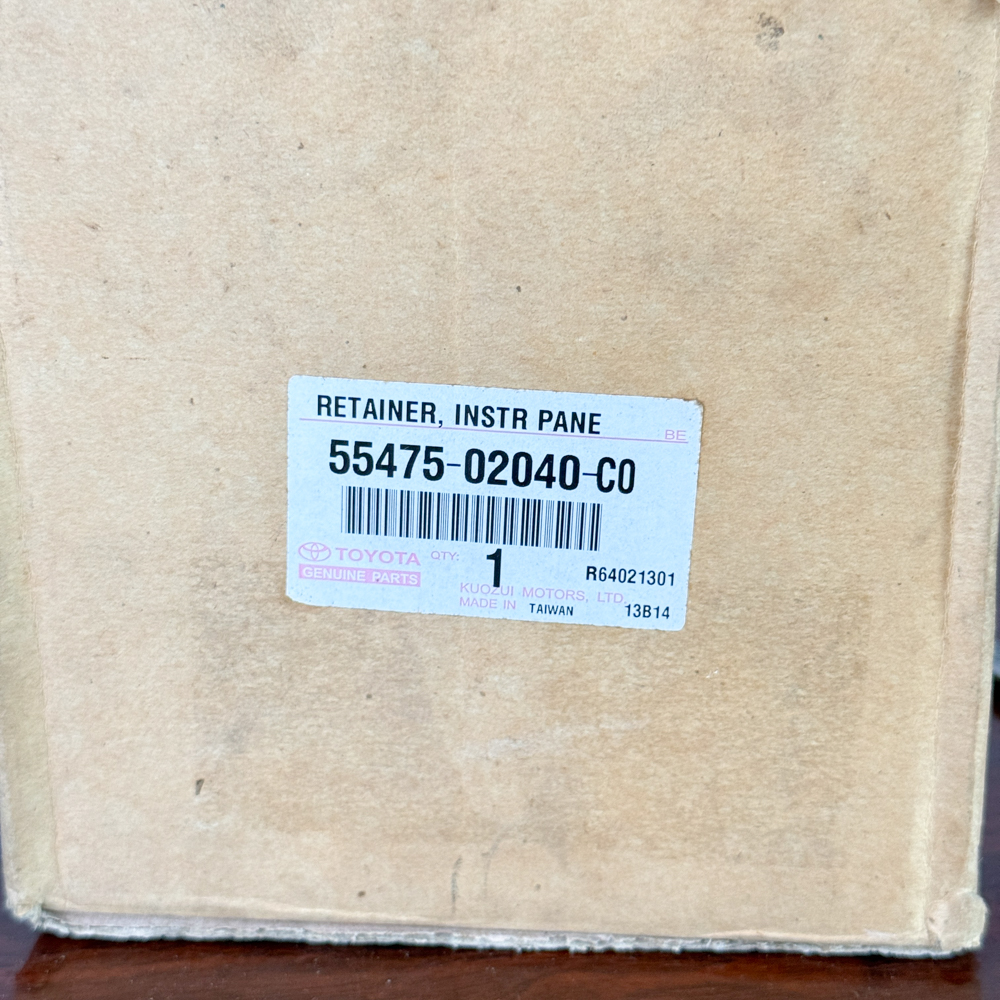 RETAINER, INSTR PANE
BE
55475-02040-C0
TOYOTA
GENUINE PARTS
QTY: 1
R64021301
KUOZUI MOTORS, LTD.
MADE IN TAIWAN
13B14